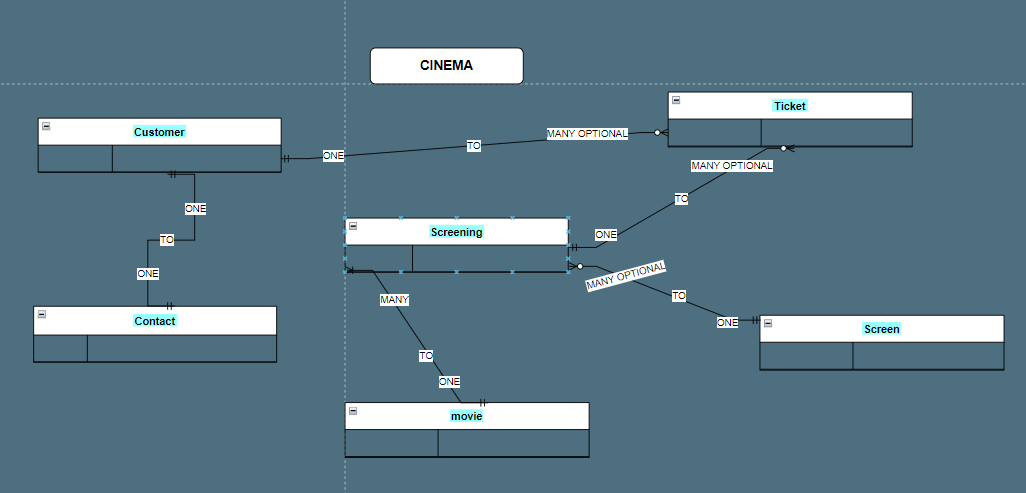 CINEMA
Ticket
Customer
MANY OPTIONAL
TO
ONE
MANY OPTIONAL
TO
ONE
ONE
Screening
TO
MANY OPTIONAL
ONE
TO
MANY
ONE
Contact
Screen
TO
ONE
movie